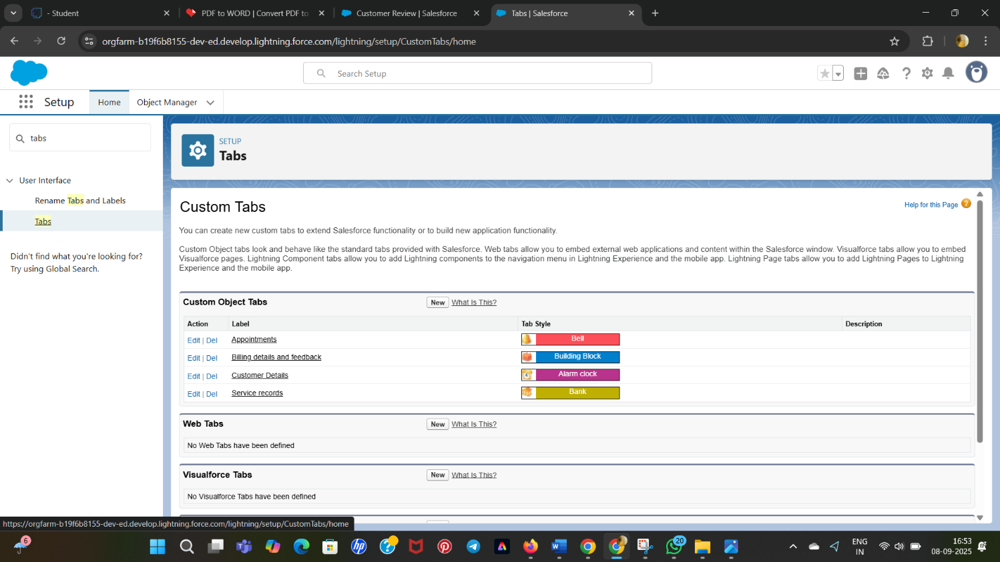 - Student
PDF to WORD | Convert PDF to
Customer Review | Salesforce
Tabs | Salesforce
orgfarm-b19f6b8155-dev-ed.develop.lightning.force.com/lightning/setup/CustomTabs/home
Search Setup
Setup
Home
Object Manager
tabs
User Interface
Rename Tabs and Labels
Tabs
Didn't find what you're looking for?
Try using Global Search.
SETUP
Tabs
Custom Tabs
Help for this Page
You can create new custom tabs to extend Salesforce functionality or to build new application functionality.
Custom Object tabs look and behave like the standard tabs provided with Salesforce. Web tabs allow you to embed external web applications and content within the Salesforce window. Visualforce tabs allow you to embed
Visualforce pages. Lightning Component tabs allow you to add Lightning components to the navigation menu in Lightning Experience and the mobile app. Lightning Page tabs allow you to add Lightning Pages to Lightning
Experience and the mobile app.
Custom Object Tabs New What Is This?
Action Label Tab Style Description
Edit | Del Appointments Bell
Edit | Del Billing details and feedback Building Block
Edit | Del Customer Details Alarm clock
Edit | Del Service records Bank
Web Tabs New What Is This?
No Web Tabs have been defined
Visualforce Tabs New What Is This?
No Visualforce Tabs have been defined
https://orgfarm-b19f6b8155-dev-ed.develop.lightning.force.com/lightning/setup/CustomTabs/home
6
20
ENG
IN
16:53
08-09-2025